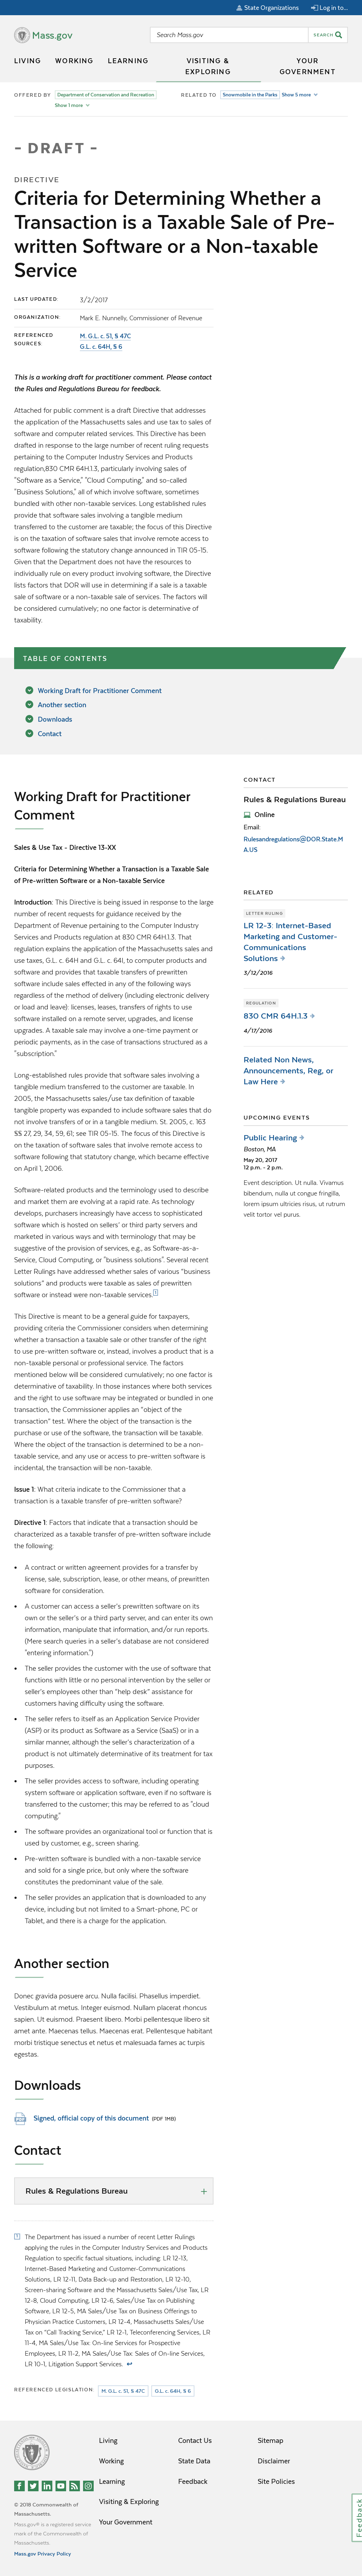 State Organizations
Log in to...
Mass.gov
Search Mass.gov
SEARCH
LIVING
WORKING
LEARNING
VISITING &
EXPLORING
YOUR
GOVERNMENT
OFFERED BY
Department of Conservation and Recreation
Show 1 more
RELATED TO
Snowmobile in the Parks
Show 5 more
- DRAFT -
DIRECTIVE
Criteria for Determining Whether a
Transaction is a Taxable Sale of Pre-
written Software or a Non-taxable
Service
LAST UPDATED:
3/2/2017
ORGANIZATION:
Mark E. Nunnelly, Commissioner of Revenue
REFERENCED
SOURCES:
M. G.L. c. 51, § 47C
G.L. c. 64H, § 6
This is a working draft for practitioner comment. Please contact
the Rules and Regulations Bureau for feedback.
Attached for public comment is a draft Directive that addresses
the application of the Massachusetts sales and use tax to sales of
software and computer related services. This Directive has been
drafted in response to the large number of recent ruling requests
pertaining to the Computer Industry Services and Products
regulation,830 CMR 64H.1.3, particularly involving sales of
"Software as a Service," "Cloud Computing," and so-called
"Business Solutions," all of which involve software, sometimes
bundled with other non-taxable services. Long established rules
provide that software sales involving a tangible medium
transferred to the customer are taxable; the focus of this Directive
is on the taxation of software sales that involve remote access to
software following the statutory change announced in TIR 05-15.
Given that the Department does not have the resources to
individually rule on every product involving software, the Directive
lists factors that DOR will use in determining if a sale is a taxable
sale of software or a non-taxable sale of services. The factors will
be considered cumulatively; no one factor is determinative of
taxability.
TABLE OF CONTENTS
Working Draft for Practitioner Comment
Another section
Downloads
Contact
Working Draft for Practitioner
Comment
Sales & Use Tax - Directive 13-XX
Criteria for Determining Whether a Transaction is a Taxable Sale
of Pre-written Software or a Non-taxable Service
Introduction: This Directive is being issued in response to the large
number of recent ruling requests for guidance received by the
Department of Revenue pertaining to the Computer Industry
Services and Products regulation at 830 CMR 64H.1.3. That
regulation explains the application of the Massachusetts sales and
use taxes, G.L. c. 64H and G.L. c. 64I, to computer products and
software and provides that taxable transfers of prewritten
software include sales effected in any of the following ways
regardless of the method of delivery, including electronic delivery
or load and leave: licenses, leases, transfers of rights to use
software installed on a remote server, upgrades, and license
upgrades. A taxable sale may involve a one-time payment or
periodic payments, as in the case of transfers described as a
"subscription."
Long-established rules provide that software sales involving a
tangible medium transferred to the customer are taxable. In
2005, the Massachusetts sales/use tax definition of taxable
tangible property was expanded to include software sales that do
not involve transfers of or in a tangible medium. St. 2005, c. 163
§§ 27, 29, 34, 59, 61; see TIR 05-15. The focus of this Directive is
on the taxation of software sales that do not involve a transfer of a
tangible medium to the purchaser, which became taxable effective
on April 1, 2006.
Software-related products and the terminology used to describe
and market them are evolving at a rapid rate. As technology
develops, purchasers increasingly have access to sophisticated
software which is hosted on sellers' or third party servers and
marketed in various ways and with terminology that may be
suggestive of the provision of services, e.g., Software-as-a-
Service, Cloud Computing, or "business solutions". Several recent
Letter Rulings have addressed whether sales of various "business
solutions" and products were taxable as sales of prewritten
software or instead were non-taxable services.[1]
This Directive is meant to be a general guide for taxpayers,
providing criteria the Commissioner considers when determining
whether a transaction a taxable sale or other transfer of the right
to use pre-written software or, instead, involves a product that is a
non-taxable personal or professional service. The themes
mentioned below will be considered cumulatively; no one factor is
determinative of taxability. In those instances where both services
and the right to use software are included in a transaction the
Commissioner applies an "object of the
transaction" test. Where the object of the transaction is the
purchase or use of the software, the transaction is taxable.
Where the object of the transaction is determined to be a non-
taxable service, and any use or access to prewritten software is
incidental, the transaction will be non-taxable.
Issue 1: What criteria indicate to the Commissioner that a
transaction is a taxable transfer of pre-written software?
Directive 1: Factors that indicate that a transaction should be
characterized as a taxable transfer of pre-written software include
the following:
• A contract or written agreement provides for a transfer by
license, sale, subscription, lease, or other means, of prewritten
software for consideration.
• A customer can access a seller's prewritten software on its
own or the seller's or a third party server, and can enter its own
information, manipulate that information, and/or run reports.
(Mere search queries in a seller's database are not considered
"entering information.")
• The seller provides the customer with the use of software that
functions with little or no personal intervention by the seller or
seller's employees other than "help desk" assistance for
customers having difficulty using the software.
• The seller refers to itself as an Application Service Provider
(ASP) or its product as Software as a Service (SaaS) or in a
similar manner, although the seller's characterization of a
product is not ultimately determinative of its treatment for tax
purposes.
• The seller provides access to software, including operating
system software or application software, even if no software is
transferred to the customer; this may be referred to as "cloud
computing."
• The software provides an organizational tool or function that is
used by customer, e.g., screen sharing.
• Pre-written software is bundled with a non-taxable service
and sold for a single price, but only where the software
constitutes the predominant value of the sale.
• The seller provides an application that is downloaded to any
device, including but not limited to a Smart-phone, PC or
Tablet, and there is a charge for the application.
Another section
Donec gravida posuere arcu. Nulla facilisi. Phasellus imperdiet.
Vestibulum at metus. Integer euismod. Nullam placerat rhoncus
sapien. Ut euismod. Praesent libero. Morbi pellentesque libero sit
amet ante. Maecenas tellus. Maecenas erat. Pellentesque habitant
morbi tristique senectus et netus et malesuada fames ac turpis
egestas.
Downloads
Signed, official copy of this document (PDF 1MB)
Contact
Rules & Regulations Bureau
1 The Department has issued a number of recent Letter Rulings
applying the rules in the Computer Industry Services and Products
Regulation to specific factual situations, including: LR 12-13,
Internet-Based Marketing and Customer-Communications
Solutions, LR 12-11, Data Back-up and Restoration, LR 12-10,
Screen-sharing Software and the Massachusetts Sales/Use Tax, LR
12-8, Cloud Computing, LR 12-6, Sales/Use Tax on Publishing
Software, LR 12-5, MA Sales/Use Tax on Business Offerings to
Physician Practice Customers, LR 12-4, Massachusetts Sales/Use
Tax on "Call Tracking Service," LR 12-1, Teleconferencing Services, LR
11-4, MA Sales/Use Tax: On-line Services for Prospective
Employees, LR 11-2, MA Sales/Use Tax: Sales of On-line Services,
LR 10-1, Litigation Support Services.
REFERENCED LEGISLATION:
M. G.L. c. 51, § 47C
G.L. c. 64H, § 6
CONTACT
Rules & Regulations Bureau
Online
Email:
Rulesandregulations@DOR.State.M
A.US
RELATED
LETTER RULING
LR 12-3: Internet-Based
Marketing and Customer-
Communications
Solutions
3/12/2016
REGULATION
830 CMR 64H.1.3
4/17/2016
Related Non News,
Announcements, Reg, or
Law Here
UPCOMING EVENTS
Public Hearing
Boston, MA
May 20, 2017
12 p.m. - 2 p.m.
Event description. Ut nulla. Vivamus
bibendum, nulla ut congue fringilla,
lorem ipsum ultricies risus, ut rutrum
velit tortor vel purus.
© 2018 Commonwealth of
Massachusetts.
Mass.gov® is a registered service
mark of the Commonwealth of
Massachusetts.
Mass.gov Privacy Policy
Living
Working
Learning
Visiting & Exploring
Your Government
Contact Us
State Data
Feedback
Sitemap
Disclaimer
Site Policies
Feedback